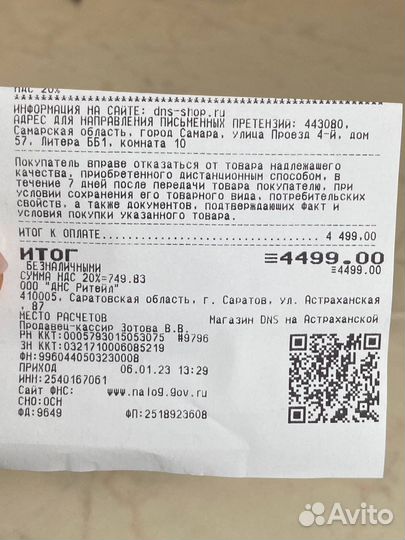 НДС 20%
ИНФОРМАЦИЯ НА САЙТЕ: dns-shop.ru
АДРЕС ДЛЯ НАПРАВЛЕНИЯ ПИСЬМЕННЫХ ПРЕТЕНЗИЙ: 443080,
Самарская область, город Самара, улица Проезд 4-й, дом
57, Литера ББ1, комната 10
Покупатель вправе отказаться от товара надлежащего
качества, приобретенного дистанционным способом, в
течение 7 дней после передачи товара покупателю, при
условии сохранения его товарного вида, потребительских
свойств, а также документов, подтверждающих факт и
условия покупки указанного товара.
ИТОГ К ОПЛАТЕ 4 499,00
ИТОГ ≡4499.00
БЕЗНАЛИЧНЫМИ ≡4499.00
СУММА НДС 20%=749.83
ООО "ДНС Ритейл"
410005, Саратовская область, г. Саратов, ул. Астраханская
, 87
МЕСТО РАСЧЕТОВ Магазин DNS на Астраханской
Продавец-кассир Зотова В.В.
РН ККТ:0005793015053075 #9796
ЗН ККТ:0321710006085219
ФН:9960440503230008
ПРИХОД 06.01.23 13:29
ИНН:2540167061
Сайт ФНС: www.nalog.gov.ru
СНО:ОСН
ФД:9649 ФП:2518923608
Avito